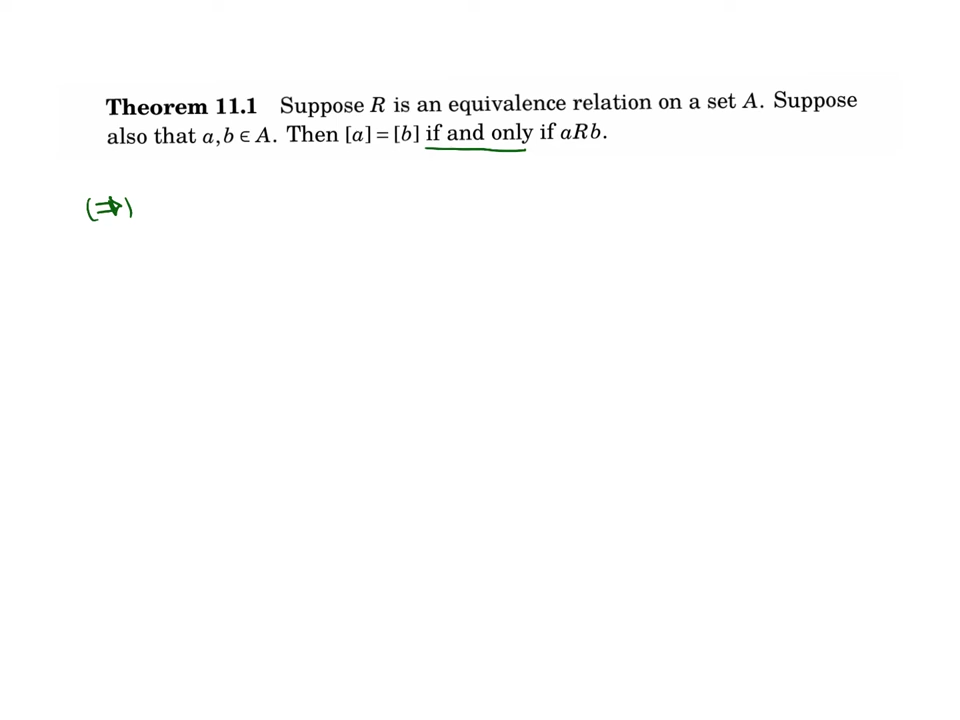 Theorem 11.1 Suppose R is an equivalence relation on a set A. Suppose
also that a, b ∈ A. Then [a] = [b] if and only if aRb.
(⇒)